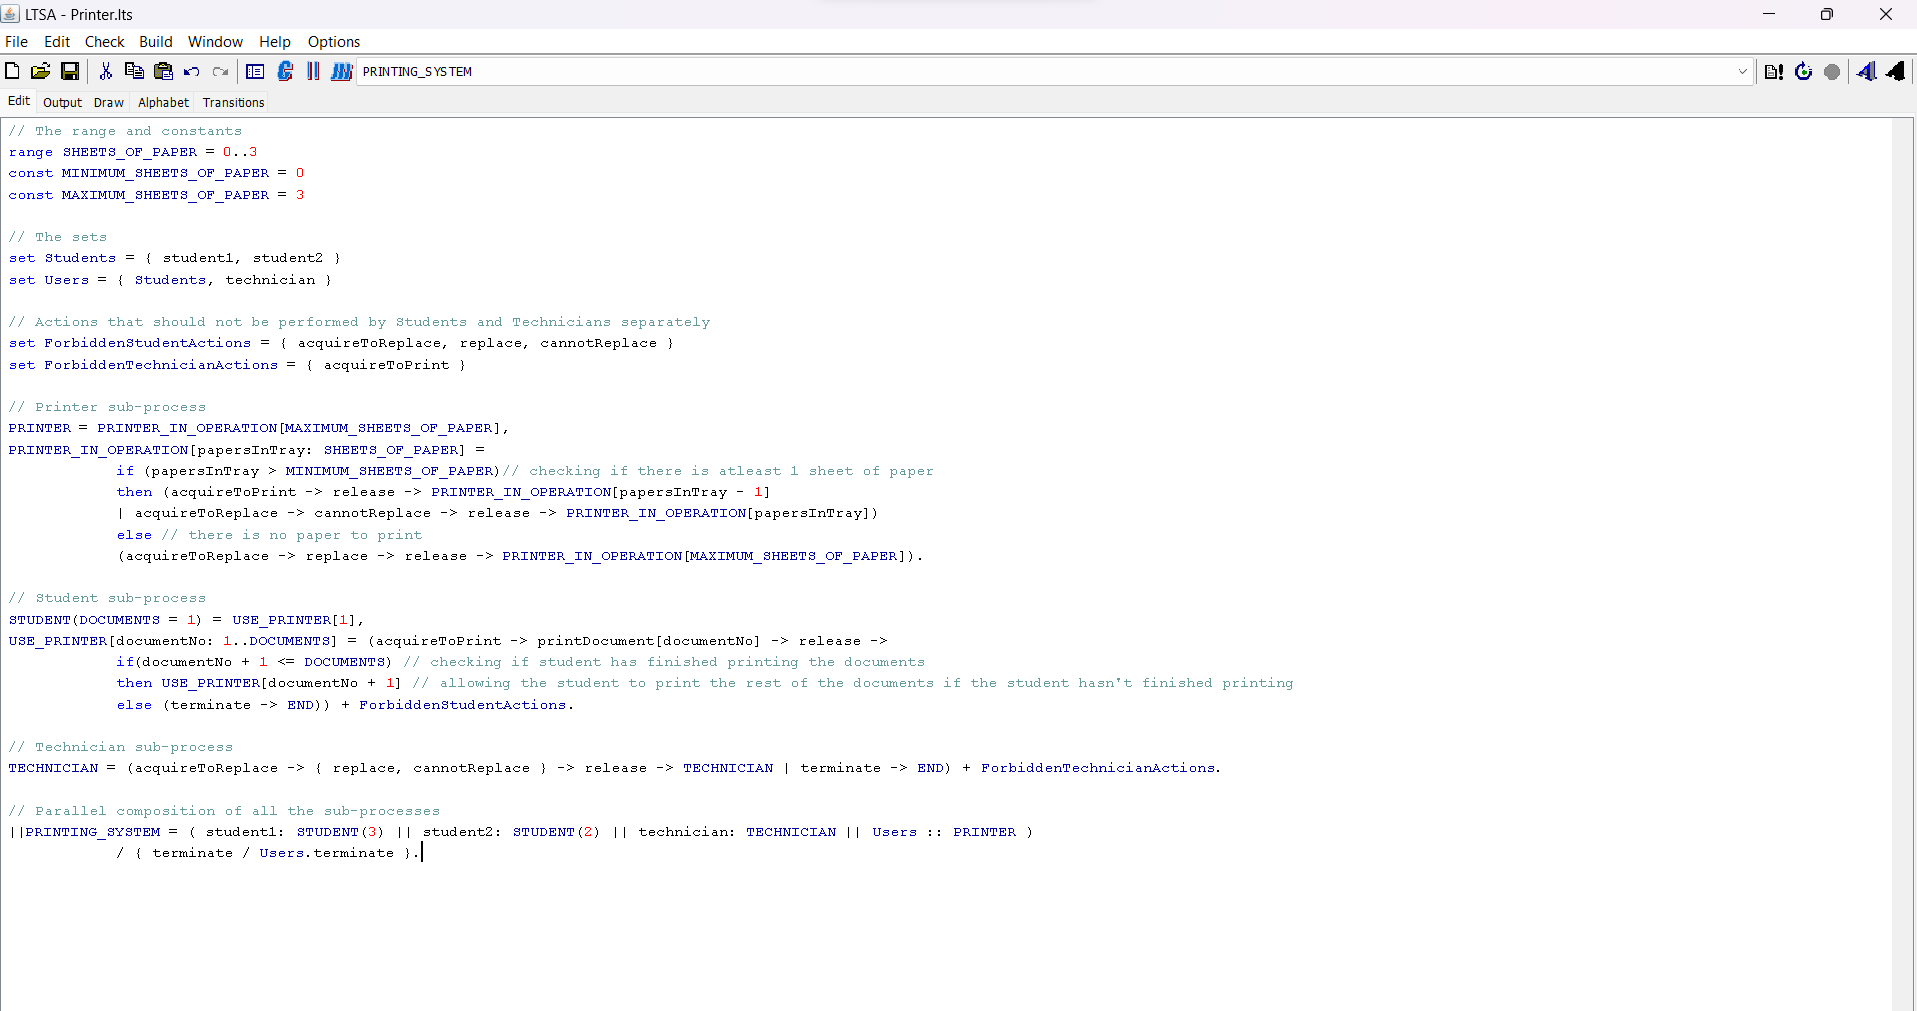 LTSA - Printer.lts
File Edit Check Build Window Help Options
PRINTING_SYSTEM
Edit Output Draw Alphabet Transitions
// The range and constants
range SHEETS_OF_PAPER = 0..3
const MINIMUM_SHEETS_OF_PAPER = 0
const MAXIMUM_SHEETS_OF_PAPER = 3
// The sets
set Students = { student1, student2 }
set Users = { Students, technician }
// Actions that should not be performed by Students and Technicians separately
set ForbiddenStudentActions = { acquireToReplace, replace, cannotReplace }
set ForbiddenTechnicianActions = { acquireToPrint }
// Printer sub-process
PRINTER = PRINTER_IN_OPERATION[MAXIMUM_SHEETS_OF_PAPER],
PRINTER_IN_OPERATION[papersInTray: SHEETS_OF_PAPER] =
if (papersInTray > MINIMUM_SHEETS_OF_PAPER)// checking if there is atleast 1 sheet of paper
then (acquireToPrint -> release -> PRINTER_IN_OPERATION[papersInTray - 1]
| acquireToReplace -> cannotReplace -> release -> PRINTER_IN_OPERATION[papersInTray])
else // there is no paper to print
(acquireToReplace -> replace -> release -> PRINTER_IN_OPERATION[MAXIMUM_SHEETS_OF_PAPER]).
// Student sub-process
STUDENT(DOCUMENTS = 1) = USE_PRINTER[1],
USE_PRINTER[documentNo: 1..DOCUMENTS] = (acquireToPrint -> printDocument[documentNo] -> release ->
if(documentNo + 1 <= DOCUMENTS) // checking if student has finished printing the documents
then USE_PRINTER[documentNo + 1] // allowing the student to print the rest of the documents if the student hasn't finished printing
else (terminate -> END)) + ForbiddenStudentActions.
// Technician sub-process
TECHNICIAN = (acquireToReplace -> { replace, cannotReplace } -> release -> TECHNICIAN | terminate -> END) + ForbiddenTechnicianActions.
// Parallel composition of all the sub-processes
||PRINTING_SYSTEM = ( student1: STUDENT(3) || student2: STUDENT(2) || technician: TECHNICIAN || Users :: PRINTER )
/ { terminate / Users.terminate }.